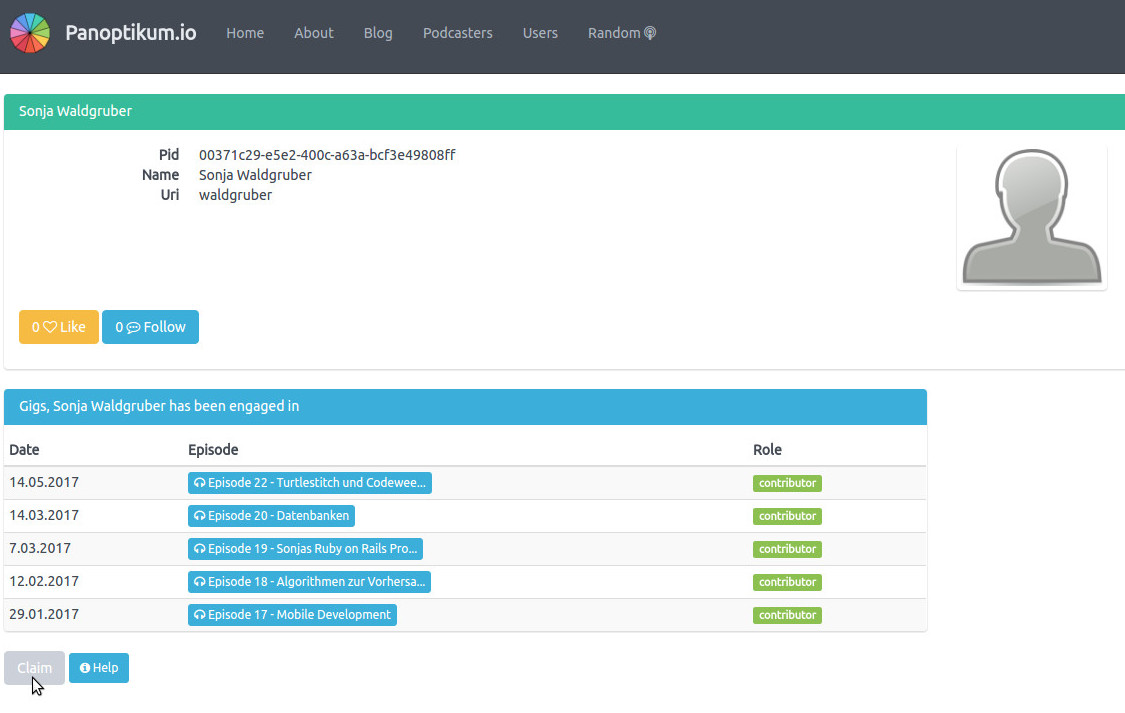 Panoptikum.io Home About Blog Podcasters Users Random
Sonja Waldgruber
Pid 00371c29-e5e2-400c-a63a-bcf3e49808ff
Name Sonja Waldgruber
Uri waldgruber
0 Like 0 Follow
Gigs, Sonja Waldgruber has been engaged in
Date Episode Role
14.05.2017 Episode 22 - Turtlestitch und Codewee... contributor
14.03.2017 Episode 20 - Datenbanken contributor
7.03.2017 Episode 19 - Sonjas Ruby on Rails Pro... contributor
12.02.2017 Episode 18 - Algorithmen zur Vorhersa... contributor
29.01.2017 Episode 17 - Mobile Development contributor
Claim Help